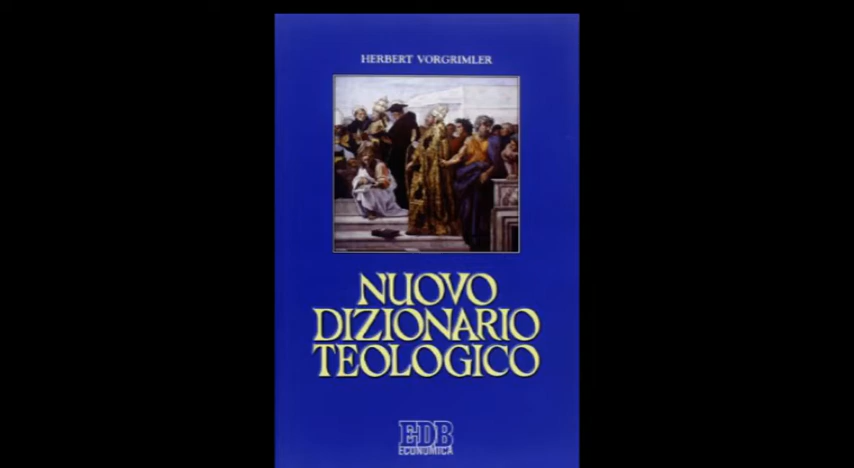 HERBERT VORGRIMLER
NUOVO
DIZIONARIO
TEOLOGICO
EDB
ECONOMICA